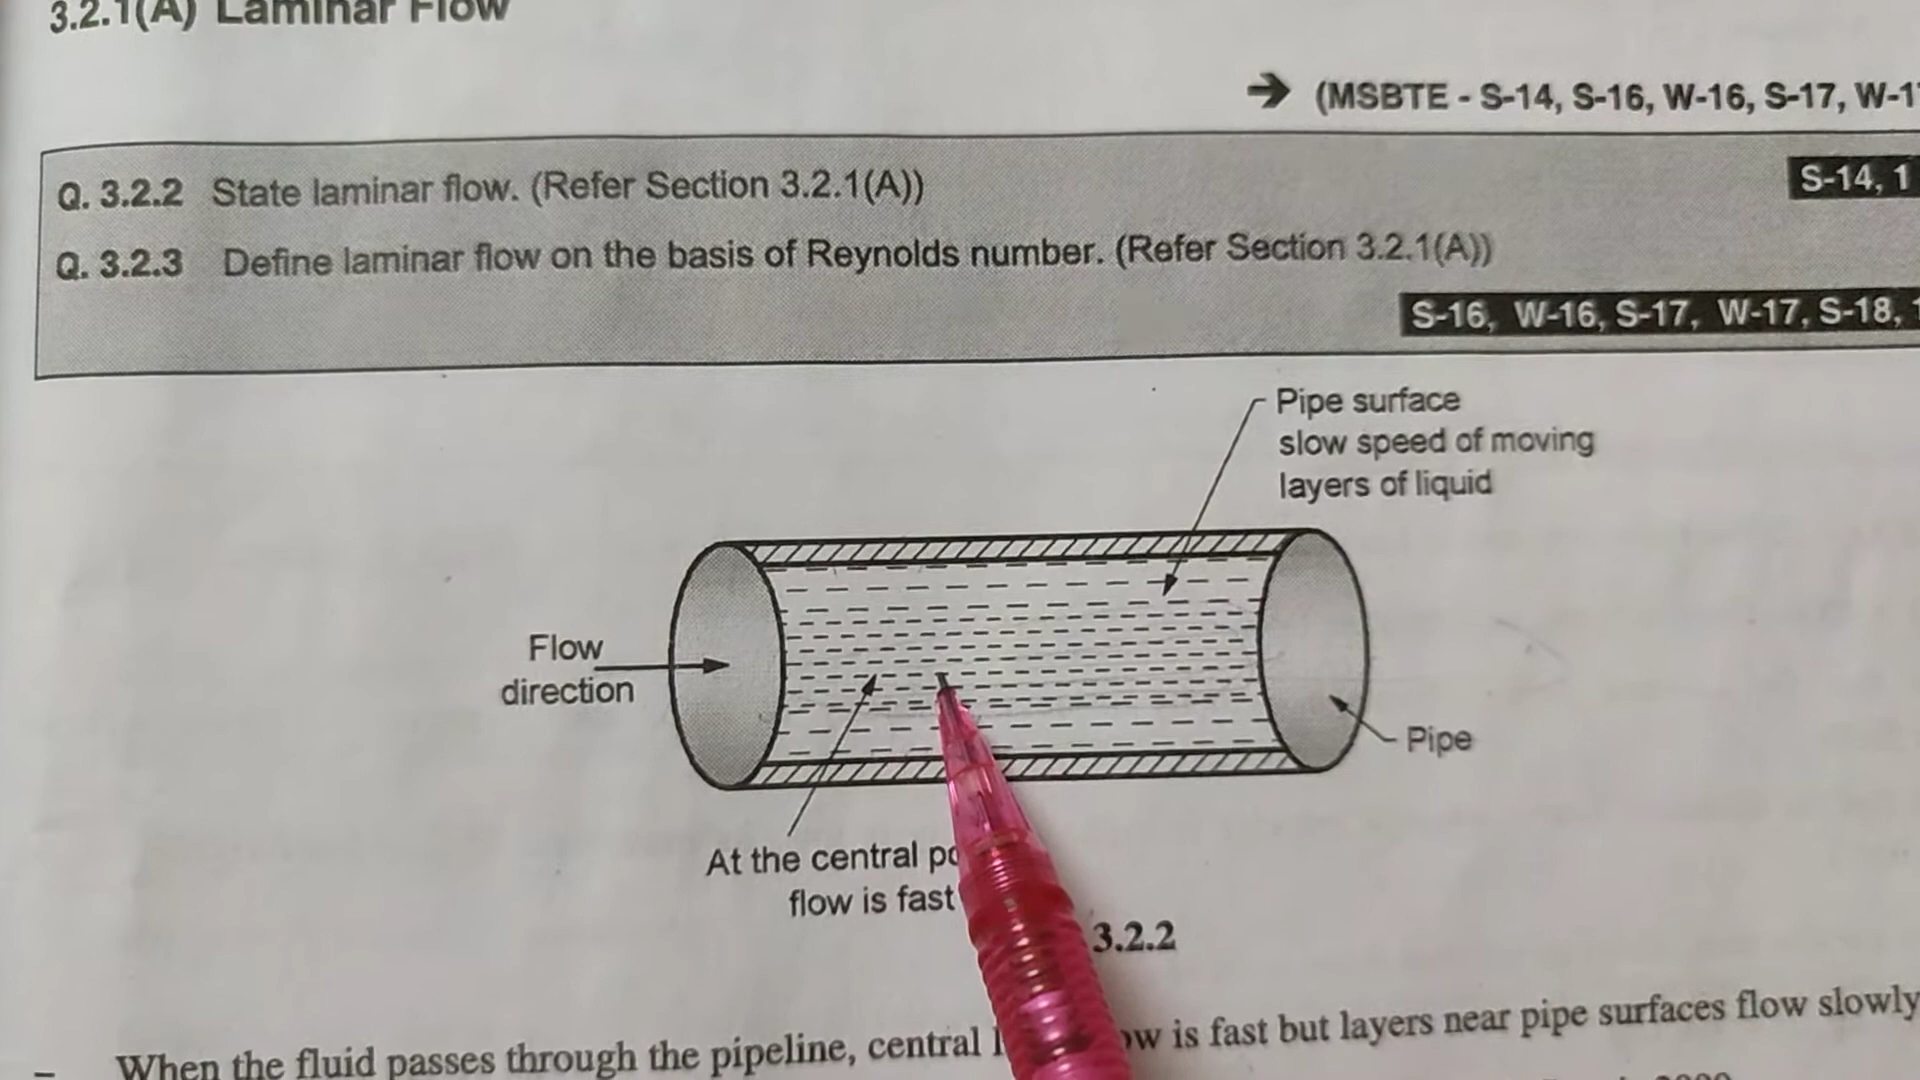 3.2.1(A) Laminar Flow
→ (MSBTE - S-14, S-16, W-16, S-17, W-1
Q. 3.2.2 State laminar flow. (Refer Section 3.2.1(A))
S-14, 1
Q. 3.2.3 Define laminar flow on the basis of Reynolds number. (Refer Section 3.2.1(A))
S-16, W-16, S-17, W-17, S-18,
Pipe surface
slow speed of moving
layers of liquid
Flow
direction
Pipe
At the central
flow is fast
3.2.2
– When the fluid passes through the pipeline, central is fast but layers near pipe surfaces flow slowly